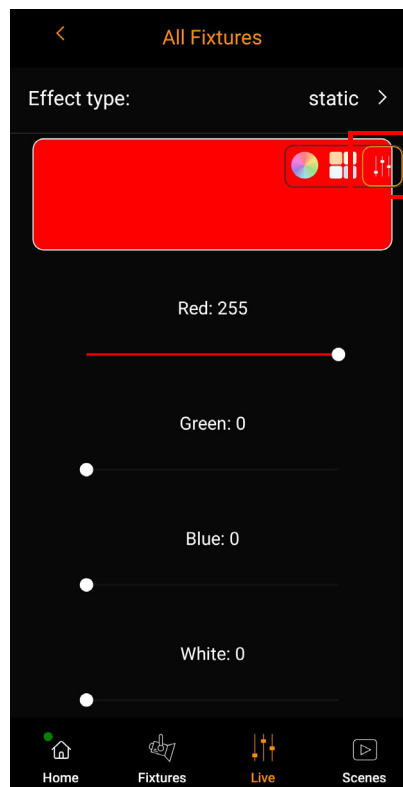 All Fixtures
Effect type: static
Red: 255
Green: 0
Blue: 0
White: 0
Home Fixtures Live Scenes